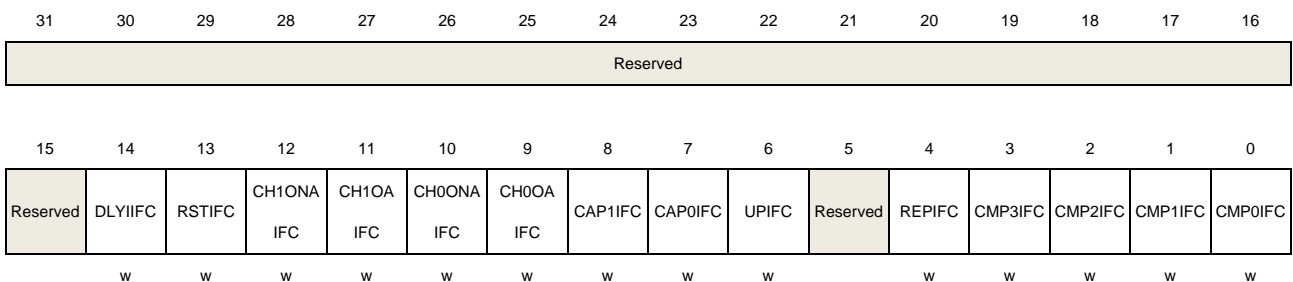 31 30 29 28 27 26 25 24 23 22 21 20 19 18 17 16
Reserved
15 14 13 12 11 10 9 8 7 6 5 4 3 2 1 0
Reserved DLYIIFC RSTIFC CH1ONA IFC CH1OA IFC CH0ONA IFC CH0OA IFC CAP1IFC CAP0IFC UPIFC Reserved REPIFC CMP3IFC CMP2IFC CMP1IFC CMP0IFC
w w w w w w w w w w w w w w